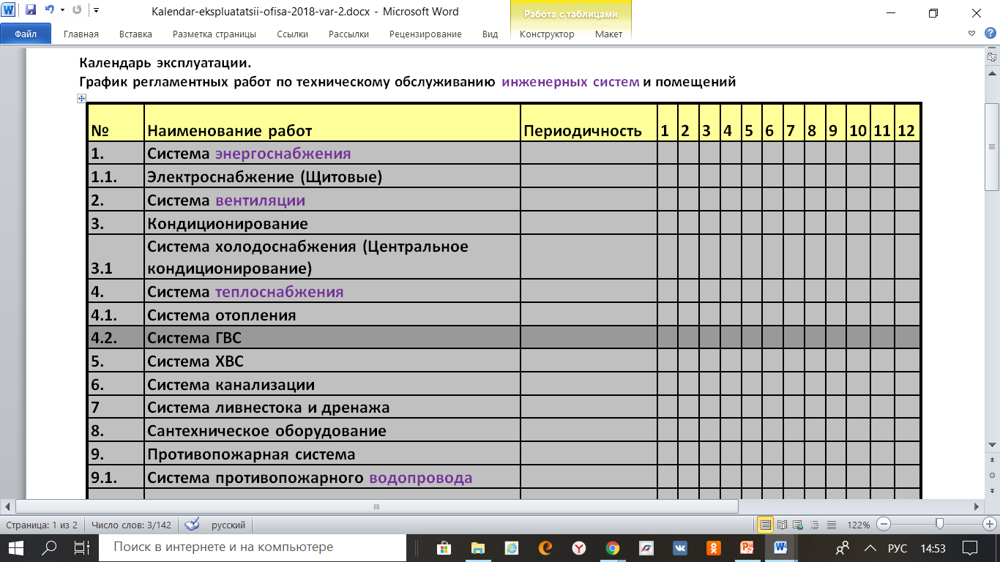 Kalendar-ekspluatatsii-ofisa-2018-var-2.docx - Microsoft Word
Работа с таблицами
Файл Главная Вставка Разметка страницы Ссылки Рассылки Рецензирование Вид Конструктор Макет
Календарь эксплуатации.
График регламентных работ по техническому обслуживанию инженерных систем и помещений
№ Наименование работ Периодичность 1 2 3 4 5 6 7 8 9 10 11 12
1. Система энергоснабжения
1.1. Электроснабжение (Щитовые)
2. Система вентиляции
3. Кондиционирование
Система холодоснабжения (Центральное
3.1 кондиционирование)
4. Система теплоснабжения
4.1. Система отопления
4.2. Система ГВС
5. Система ХВС
6. Система канализации
7 Система ливнестока и дренажа
8. Сантехническое оборудование
9. Противопожарная система
9.1. Система противопожарного водопровода
Страница: 1 из 2 Число слов: 3/142 русский 122%
Поиск в интернете и на компьютере РУС 14:53